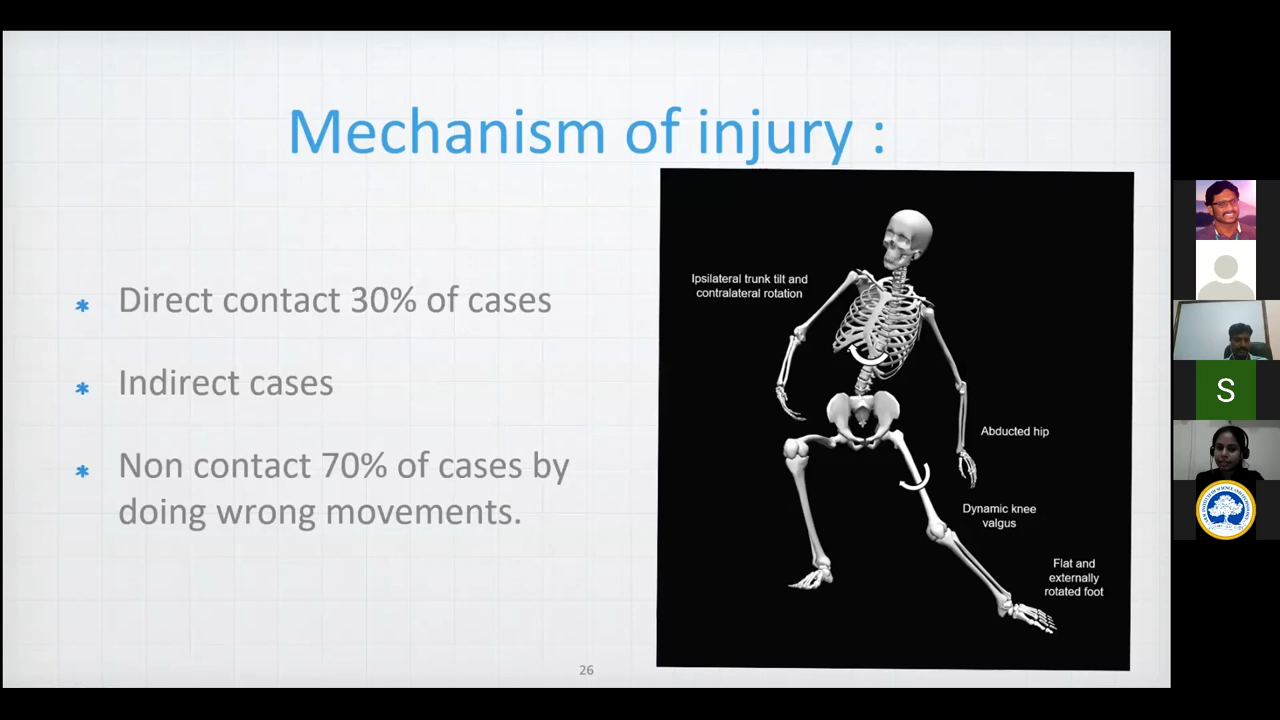 Mechanism of injury :
* Direct contact 30% of cases
* Indirect cases
* Non contact 70% of cases by
doing wrong movements.
Ipsilateral trunk tilt and
contralateral rotation
Abducted hip
Dynamic knee
valgus
Flat and
externally
rotated foot
26
S